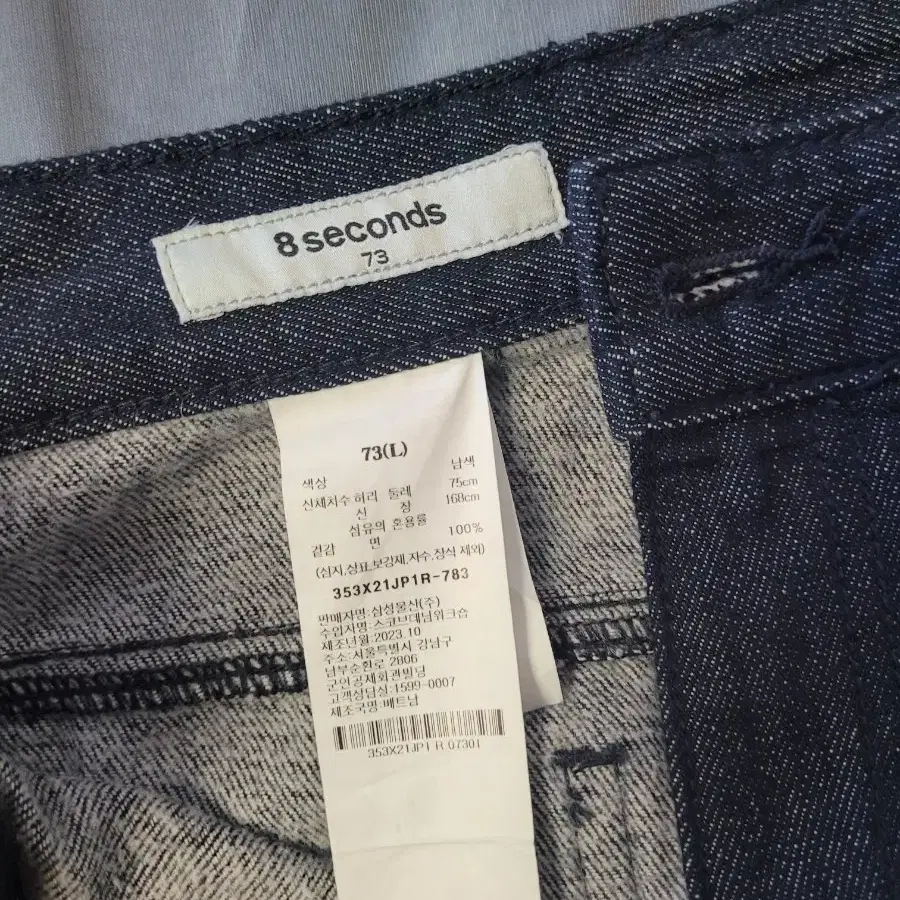 8 seconds
73
73(L)
색상 남색
신체치수 허리 둘레 75cm
신 장 168cm
섬유의 혼용률
겉감 면 100%
(심지,상표,보강재,자수,장식 제외)
353X21JP1R-783
판매자명:삼성물산(주)
수입자명:스코브데님워크숍
제조년월:2023.10
주소:서울특별시 강남구
남부순환로 2806
군인공제회관빌딩
고객상담실:1599-0007
제조국명:베트남
353X21JP1 R 07301